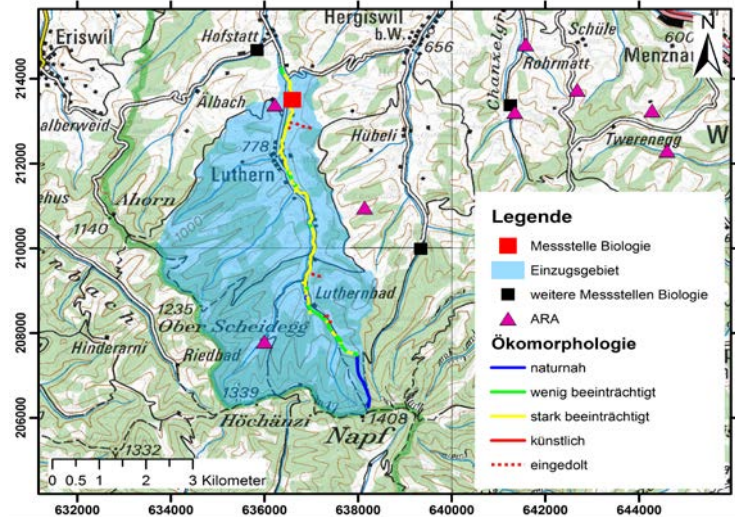 Eriswil
Hofstatt
Hergiswil
b.W.
656
Rohrmatt
Schüle
600
Menznau
N
Chanzelgr
Albach
alberweid
Hübeli
Twerenegg
W
778
Luthern
ehus
Ahorn
1140
1000
Luthernbad
nbach
1235
Ober Scheidegg
Hinderarni
Riedbad
1339
Höchänzi
1408
Napf
1332
Legende
Messstelle Biologie
Einzugsgebiet
weitere Messstellen Biologie
ARA
Ökomorphologie
naturnah
wenig beeinträchtigt
stark beeinträchtigt
künstlich
eingedolt
0 0.5 1 2 3 Kilometer
214000
212000
210000
208000
206000
632000 634000 636000 638000 640000 642000 644000